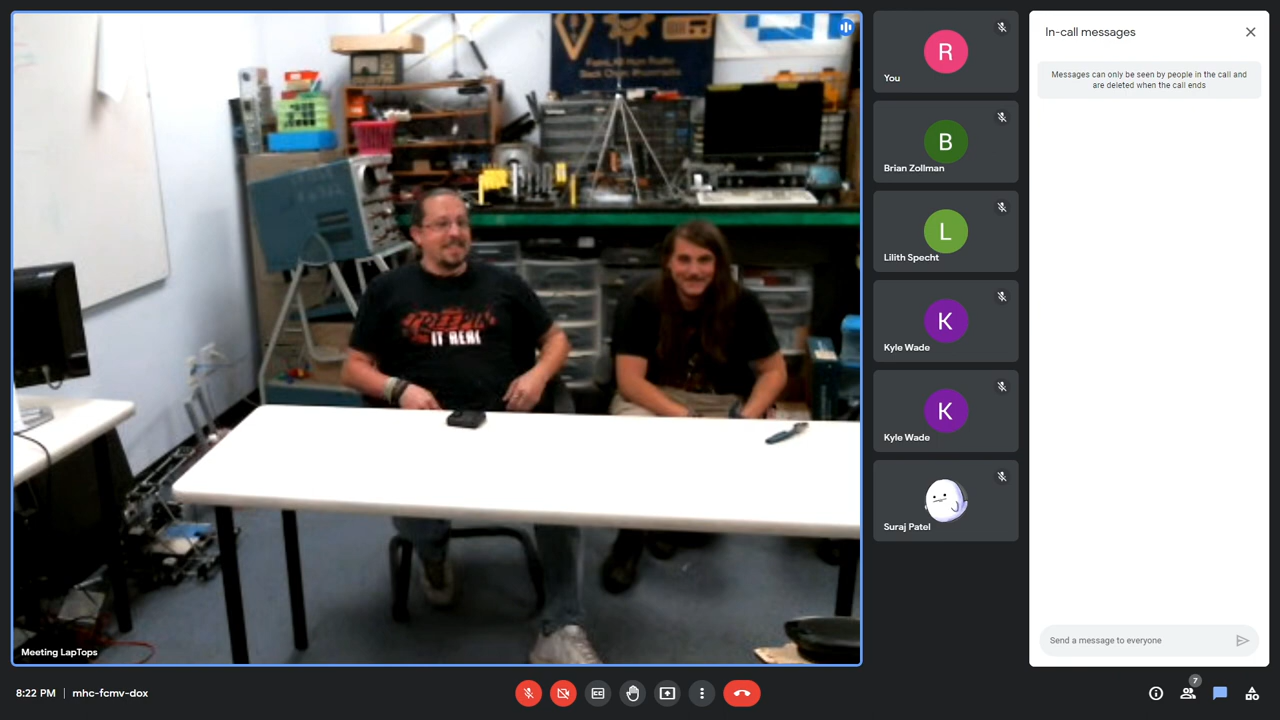 CREEPIN'
IT REAL
Meeting LapTops
R
You
B
Brian Zollman
L
Lilith Specht
K
Kyle Wade
K
Kyle Wade
Suraj Patel
In-call messages
Messages can only be seen by people in the call and
are deleted when the call ends
Send a message to everyone
8:22 PM | mhc-fcmv-dox
7